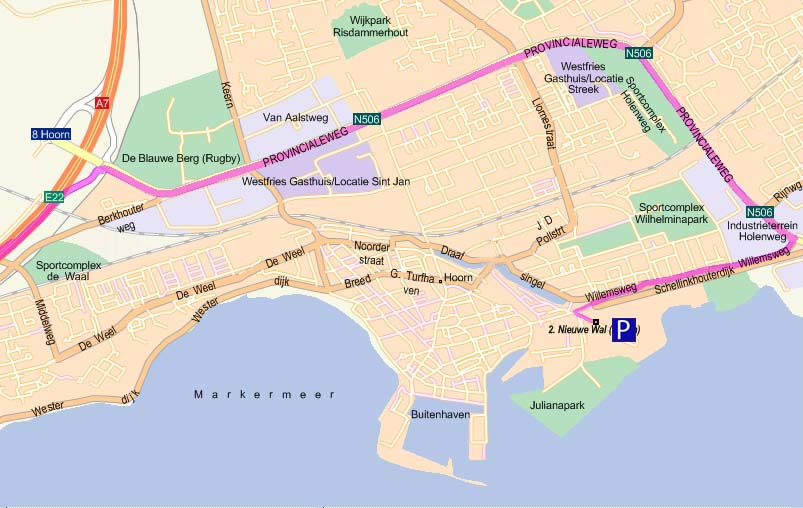 Wijkpark
Risdammerhout
PROVINCIALEWEG
N506
Westfries
Gasthuis/Locatie
Streek
Sportcomplex
Holenweg
Keern
A7
Liornestraat
Van Aalstweg
N506
PROVINCIALEWEG
PROVINCIALEWEG
8 Hoorn
De Blauwe Berg (Rugby)
Westfries Gasthuis/Locatie Sint Jan
E22
Rijnwg
Berkhouter
weg
Sportcomplex
Wilhelminapark
N506
J D
Pollstrt
Industrieterrein
Holenweg
Noorder
straat
Draaf
singel
De Weel
Sportcomplex
de Waal
Willemsweg
Schellinkhouterdijk
Breed
G. Turfha
ven
Hoorn
dijk
De Weel
Willemsweg
Middelweg
Wester
De Weel
2. Nieuwe Wal (
n)
P
Markermeer
Wester
dijk
Julianapark
Buitenhaven